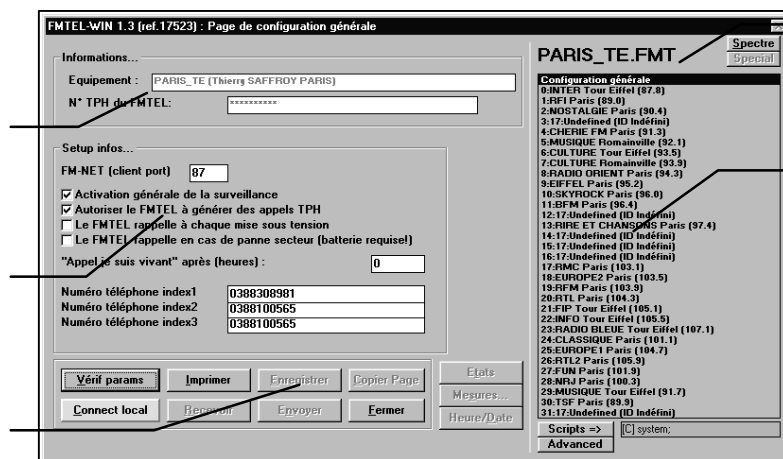 FMTEL-WIN 1.3 (ref.17523) : Page de configuration générale
Informations...
Equipement : PARIS_TE (Thierry SAFFROY PARIS)
N° TPH du FMTEL: **********
Setup infos...
FM-NET (client port) 87
Activation générale de la surveillance
Autoriser le FMTEL à générer des appels TPH
Le FMTEL rappelle à chaque mise sous tension
Le FMTEL rappelle en cas de panne secteur (batterie requise!)
"Appel je suis vivant" après (heures) : 0
Numéro téléphone index1 0388308981
Numéro téléphone index2 0388100565
Numéro téléphone index3 0388100565
Vérif params Imprimer Enregistrer Copier Page
Connect local Recevoir Envoyer Fermer
Etats
Mesures...
Heure/Date
PARIS_TE.FMT
Spectre
Special
Configuration générale
0:INTER Tour Eiffel (87.8)
1:RFI Paris (89.0)
2:NOSTALGIE Paris (90.4)
3:17:Undefined (ID Indéfini)
4:CHERIE FM Paris (91.3)
5:MUSIQUE Romainville (92.1)
6:CULTURE Tour Eiffel (93.5)
7:CULTURE Romainville (93.9)
8:RADIO ORIENT Paris (94.3)
9:EIFFEL Paris (95.2)
10:SKYROCK Paris (96.0)
11:BFM Paris (96.4)
12:17:Undefined (ID Indéfini)
13:RIRE ET CHANSONS Paris (97.4)
14:17:Undefined (ID Indéfini)
15:17:Undefined (ID Indéfini)
16:17:Undefined (ID Indéfini)
17:RMC Paris (103.1)
18:EUROPE2 Paris (103.5)
19:RFM Paris (103.9)
20:RTL Paris (104.3)
21:FIP Tour Eiffel (105.1)
22:INFO Tour Eiffel (105.5)
23:RADIO BLEUE Tour Eiffel (107.1)
24:CLASSIQUE Paris (101.1)
25:EUROPE1 Paris (104.7)
26:RTL2 Paris (105.9)
27:FUN Paris (101.9)
28:NRJ Paris (100.3)
29:MUSIQUE Tour Eiffel (91.7)
30:TSF Paris (89.9)
31:17:Undefined (ID Indéfini)
Scripts => [C] system;
Advanced